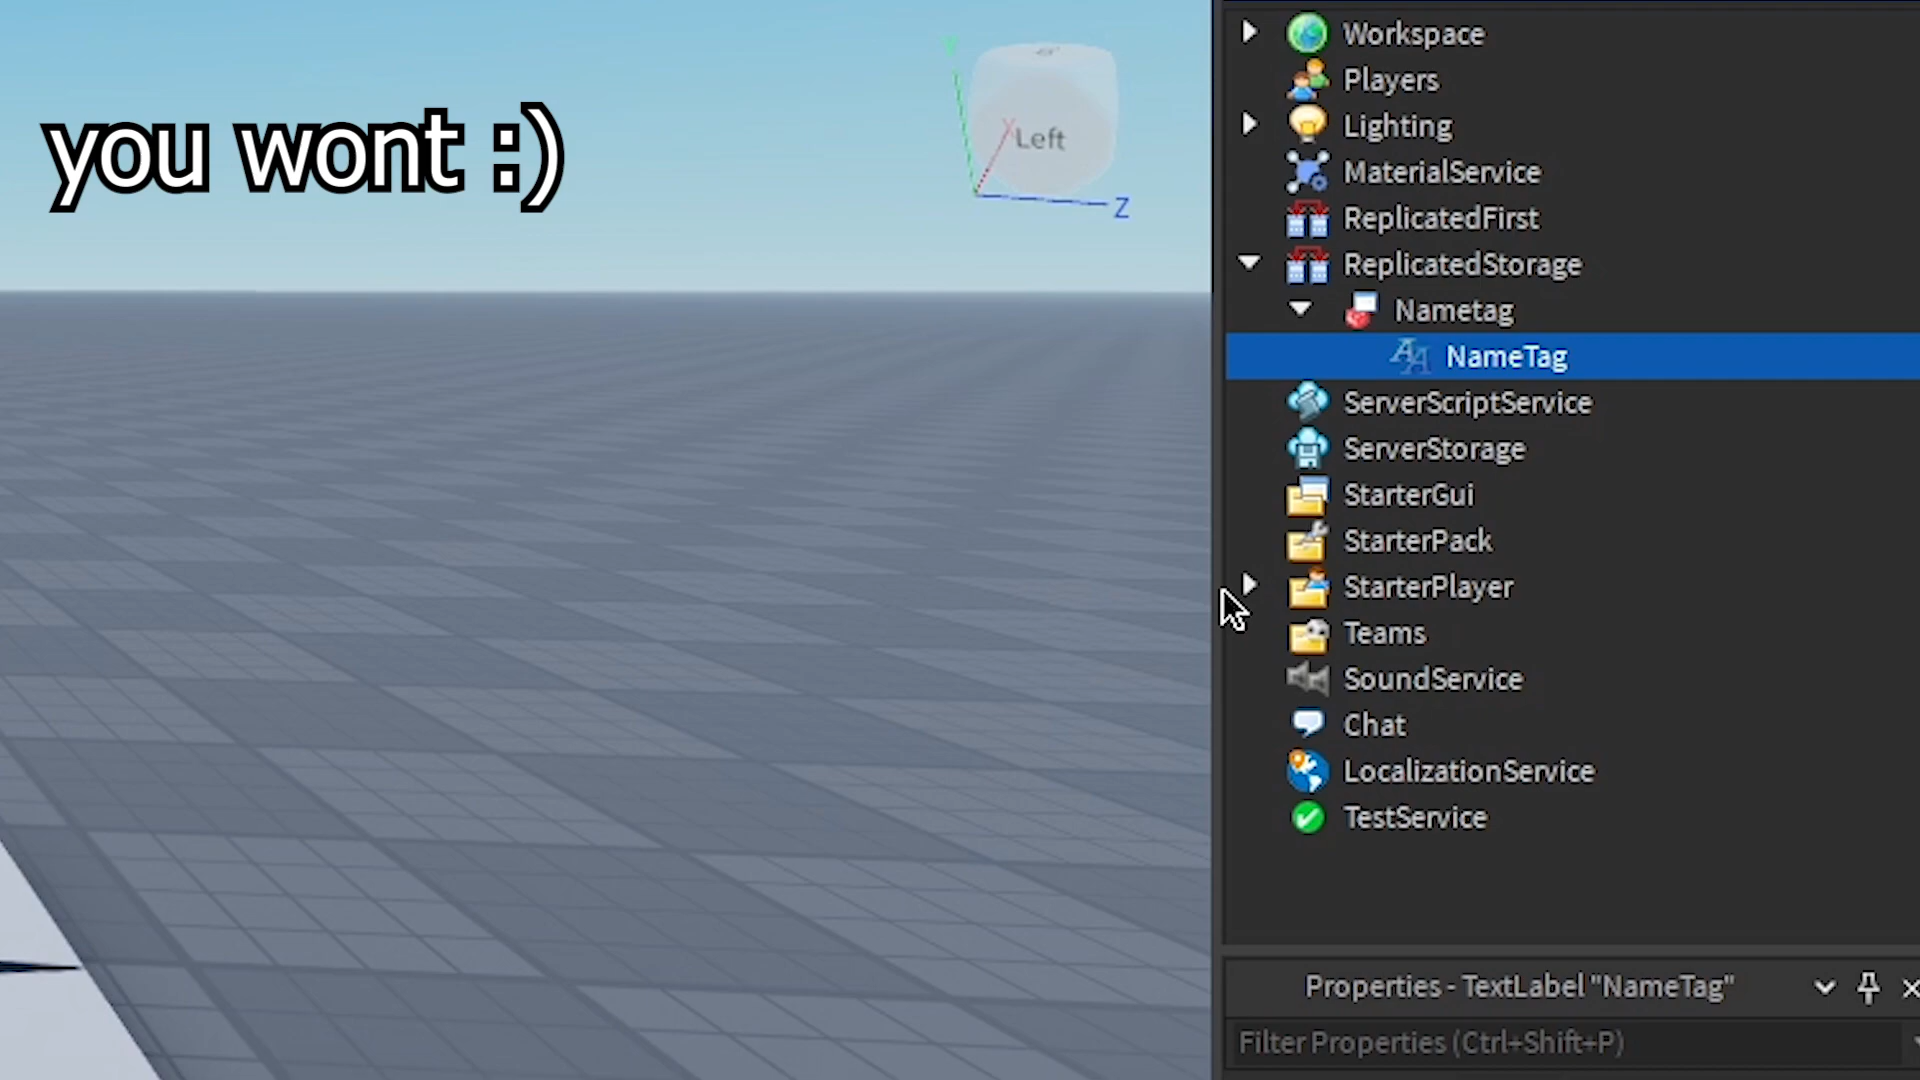 you wont :)
Left
Z
Workspace
Players
Lighting
MaterialService
ReplicatedFirst
ReplicatedStorage
Nametag
NameTag
ServerScriptService
ServerStorage
StarterGui
StarterPack
StarterPlayer
Teams
SoundService
Chat
LocalizationService
TestService
Properties - TextLabel "NameTag"
Filter Properties (Ctrl+Shift+P)